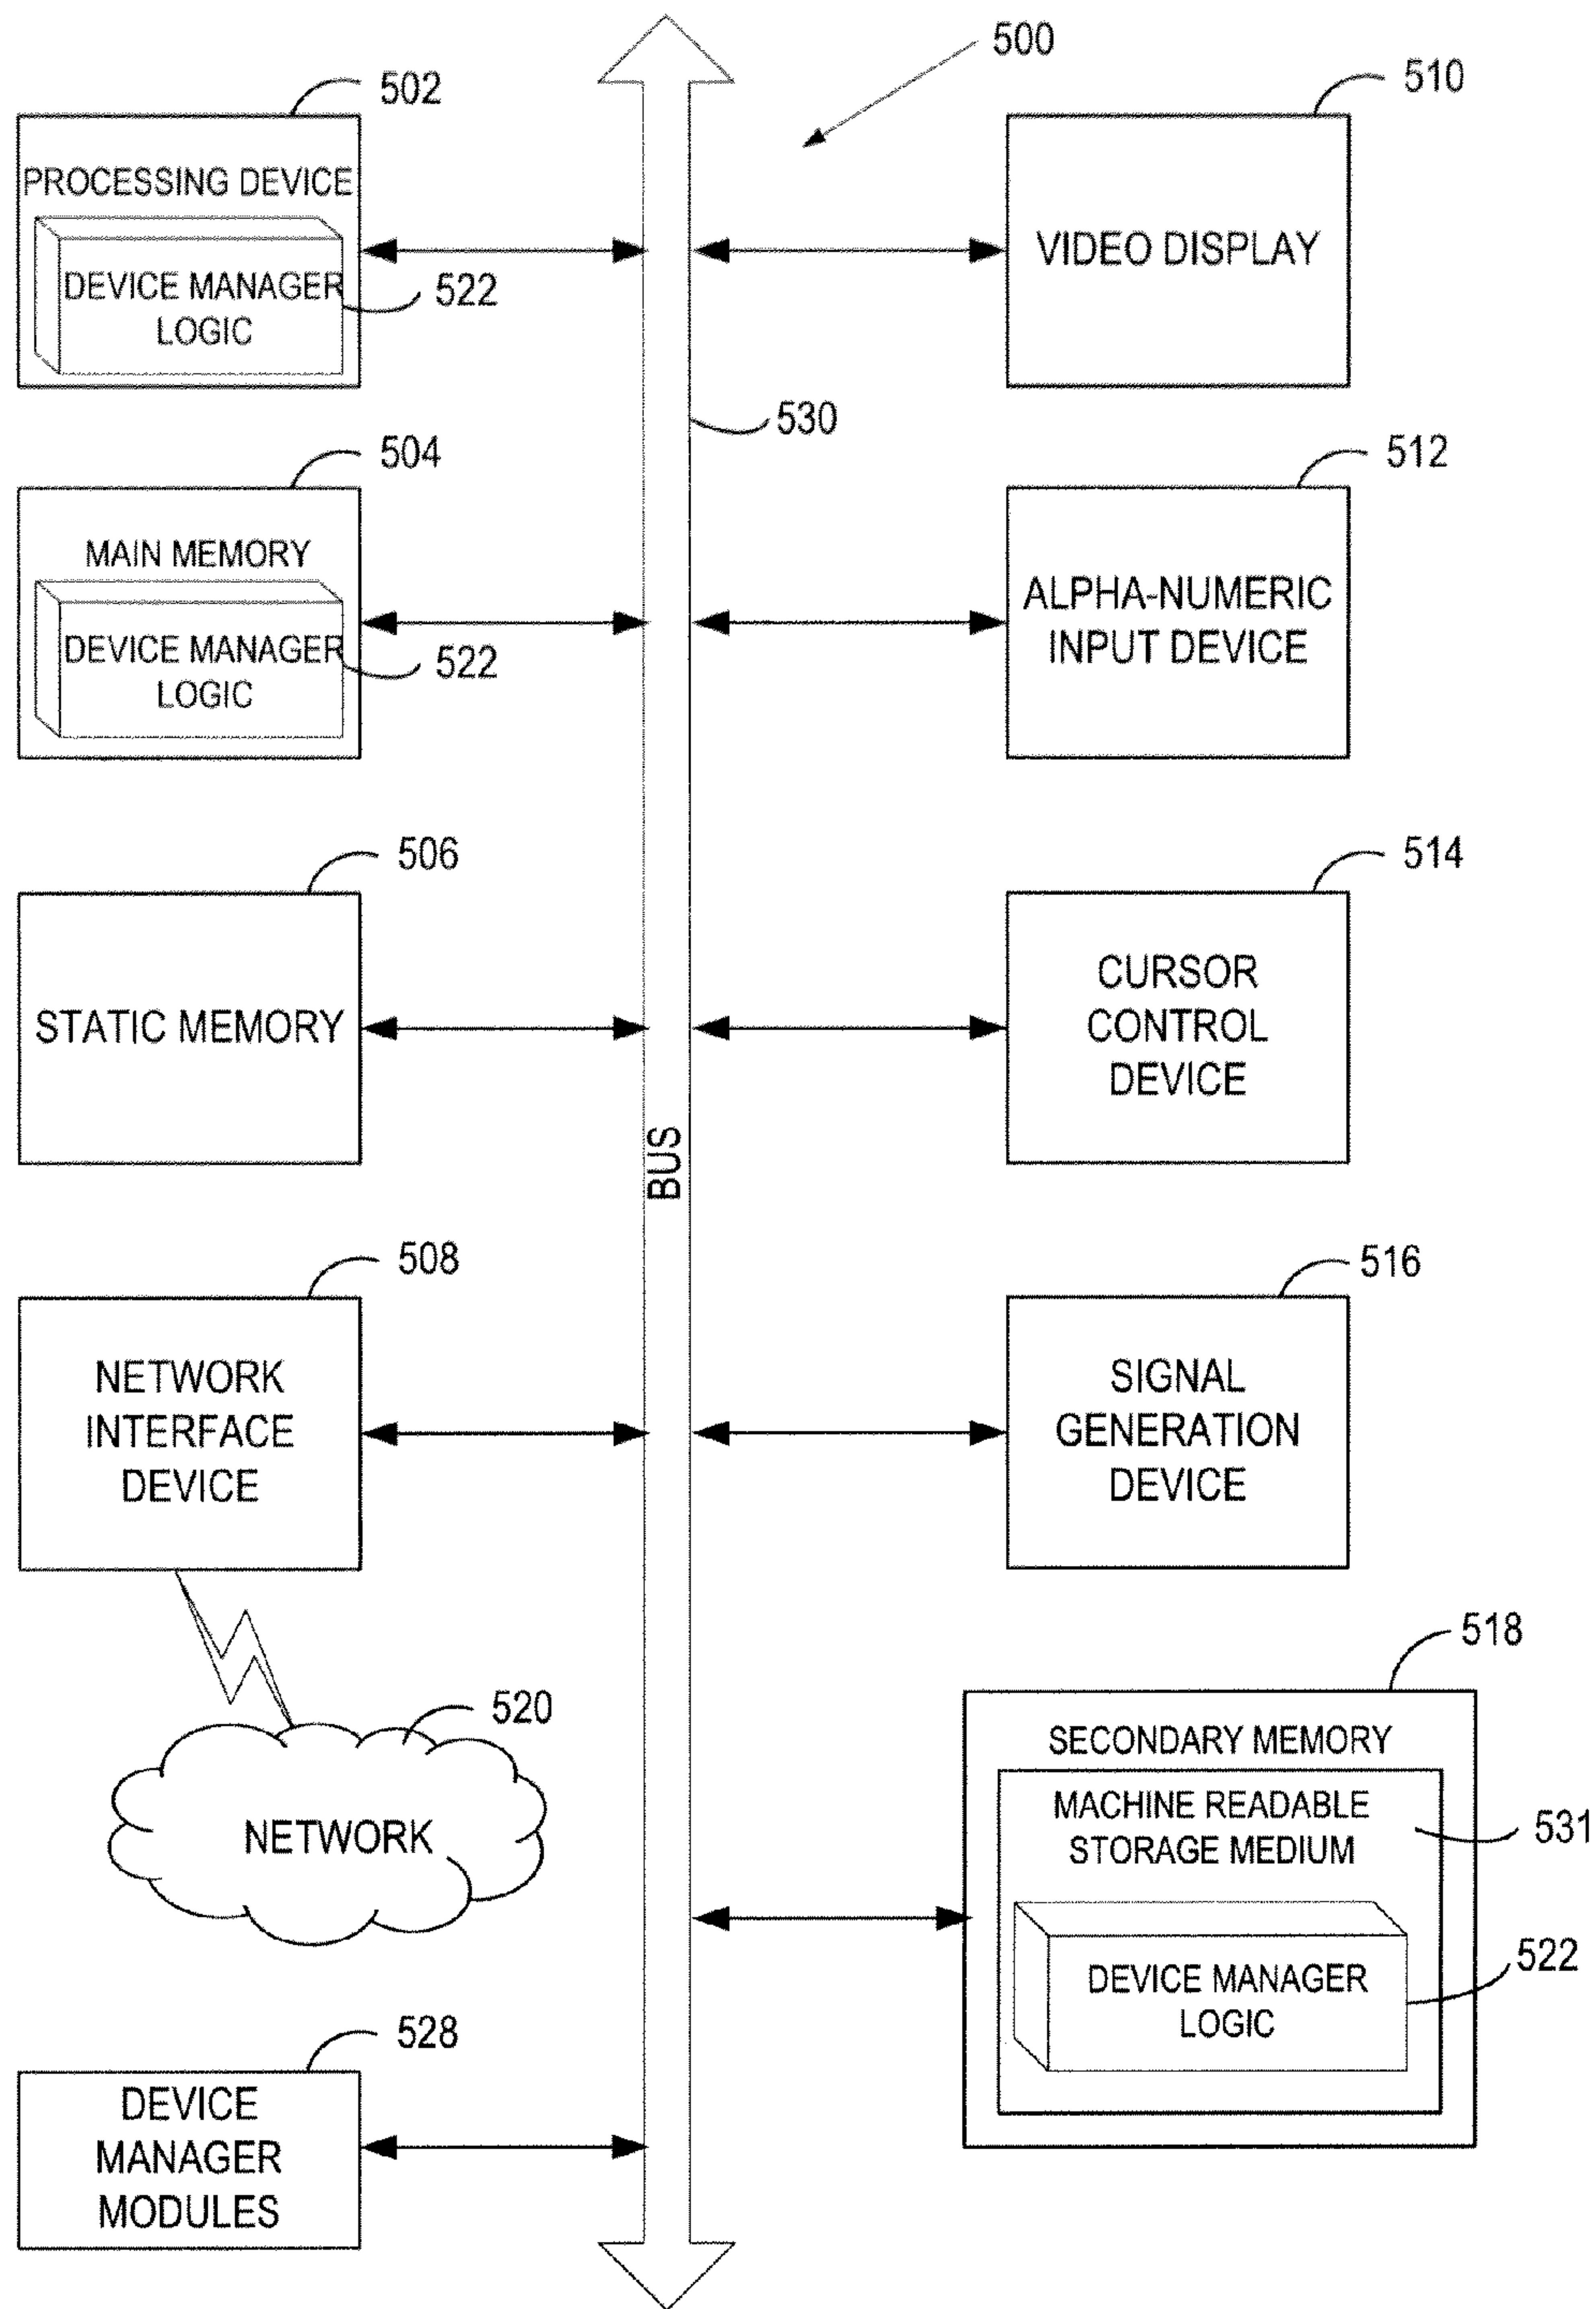 500
502
PROCESSING DEVICE
DEVICE MANAGER
LOGIC
522
510
VIDEO DISPLAY
530
504
MAIN MEMORY
DEVICE MANAGER
LOGIC
522
512
ALPHA-NUMERIC
INPUT DEVICE
506
STATIC MEMORY
514
CURSOR
CONTROL
DEVICE
BUS
508
NETWORK
INTERFACE
DEVICE
516
SIGNAL
GENERATION
DEVICE
520
NETWORK
518
SECONDARY MEMORY
MACHINE READABLE
STORAGE MEDIUM
531
DEVICE MANAGER
LOGIC
522
528
DEVICE
MANAGER
MODULES